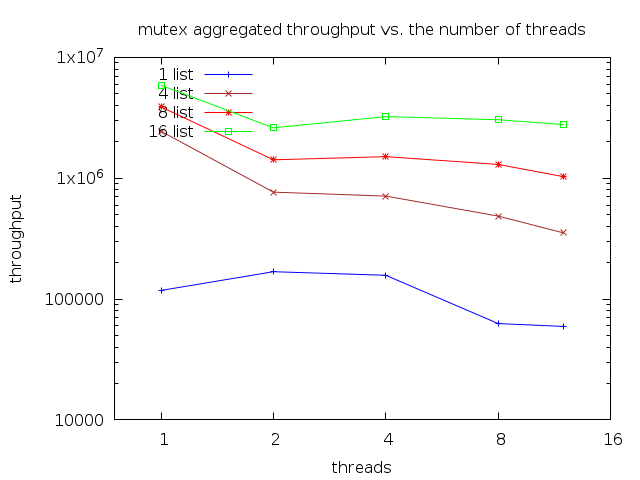 mutex aggregated throughput vs. the number of threads
1x10^7
1 list
4 list
8 list
16 list
1x10^6
throughput
100000
10000
1 2 4 8 16
threads